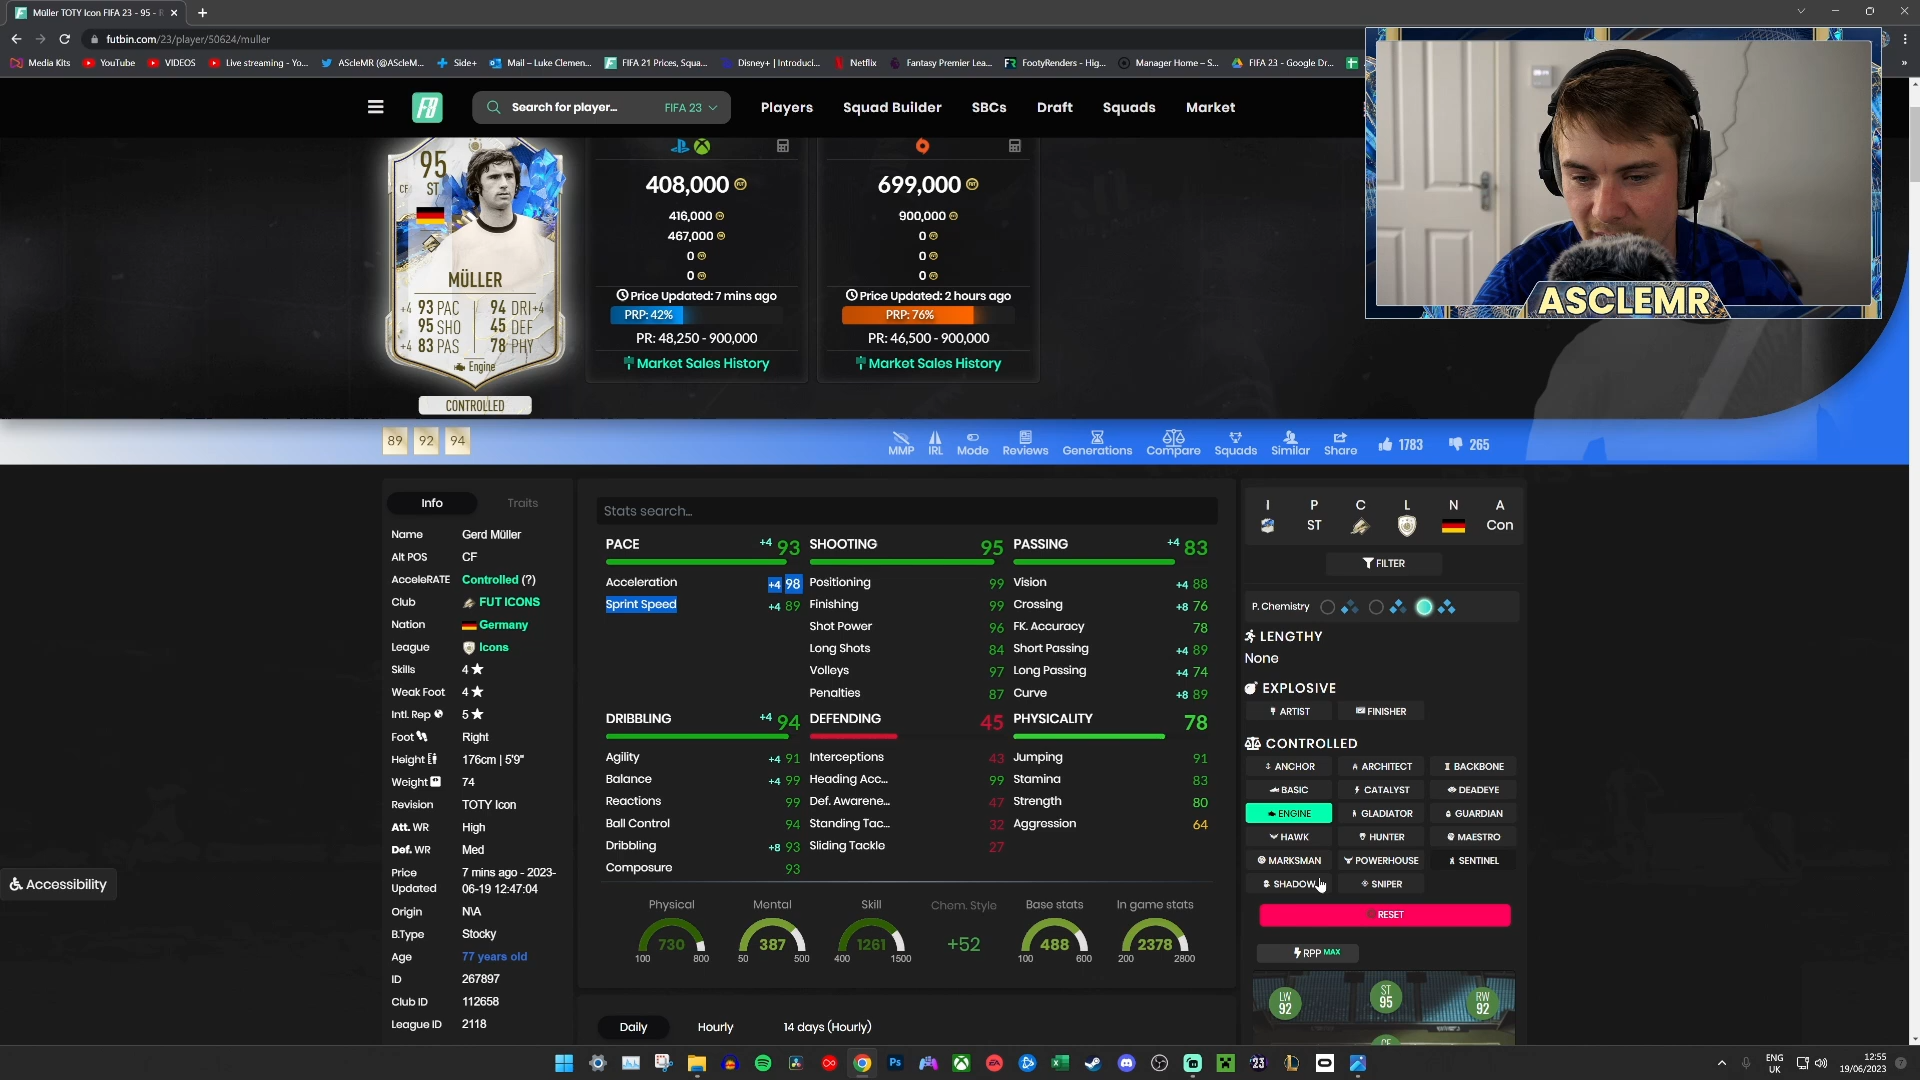 Müller TOTY Icon FIFA 23 - 95 -
futbin.com/23/player/50624/muller
Media Kits YouTube VIDEOS Live streaming - Yo... AScleMR (@AScleM... Side+ Mail – Luke Clemen... FIFA 21 Prices, Squa... Disney+ | Introduci... Netflix Fantasy Premier Lea... FootyRenders - Hig... Manager Home – S... FIFA 23 - Google Dr...
Search for player... FIFA 23 Players Squad Builder SBCs Draft Squads Market
95
CF ST
MÜLLER
+4 93 PAC 94 DRI +4
95 SHO 45 DEF
+4 83 PAS 78 PHY
Engine
CONTROLLED
408,000
416,000
467,000
0
0
Price Updated: 7 mins ago
PRP: 42%
PR: 48,250 - 900,000
Market Sales History
699,000
900,000
0
0
0
Price Updated: 2 hours ago
PRP: 76%
PR: 46,500 - 900,000
Market Sales History
ASCLEMR
89 92 94
MMP IRL Mode Reviews Generations Compare Squads Similar Share 1783 265
Info Traits
Name Gerd Müller
Alt POS CF
AcceleRATE Controlled (?)
Club FUT ICONS
Nation Germany
League Icons
Skills 4
Weak Foot 4
Intl. Rep 5
Foot Right
Height 176cm | 5'9"
Weight 74
Revision TOTY Icon
Att. WR High
Def. WR Med
Price Updated 7 mins ago - 2023-06-19 12:47:04
Origin N\A
B.Type Stocky
Age 77 years old
ID 267897
Club ID 112658
League ID 2118
Stats search...
PACE +4 93
Acceleration +4 98
Sprint Speed +4 89
SHOOTING 95
Positioning 99
Finishing 99
Shot Power 96
Long Shots 84
Volleys 97
Penalties 87
PASSING +4 83
Vision +4 88
Crossing +8 76
FK. Accuracy 78
Short Passing +4 89
Long Passing +4 74
Curve +8 89
DRIBBLING +4 94
Agility +4 91
Balance +4 99
Reactions 99
Ball Control 94
Dribbling +8 93
Composure 93
DEFENDING 45
Interceptions 43
Heading Acc... 99
Def. Awarene... 47
Standing Tac... 32
Sliding Tackle 27
PHYSICALITY 78
Jumping 91
Stamina 83
Strength 80
Aggression 64
Physical Mental Skill Chem. Style Base stats In game stats
730 387 1261 +52 488 2378
100 800 50 500 400 1500 100 600 200 2800
Daily Hourly 14 days (Hourly)
I P C L N A
ST Con
FILTER
P. Chemistry
LENGTHY
None
EXPLOSIVE
ARTIST FINISHER
CONTROLLED
ANCHOR ARCHITECT BACKBONE
BASIC CATALYST DEADEYE
ENGINE GLADIATOR GUARDIAN
HAWK HUNTER MAESTRO
MARKSMAN POWERHOUSE SENTINEL
SHADOW SNIPER
RESET
RPP MAX
LW 92 ST 95 RW 92
CF
Accessibility
ENG UK
12:55
19/06/2023